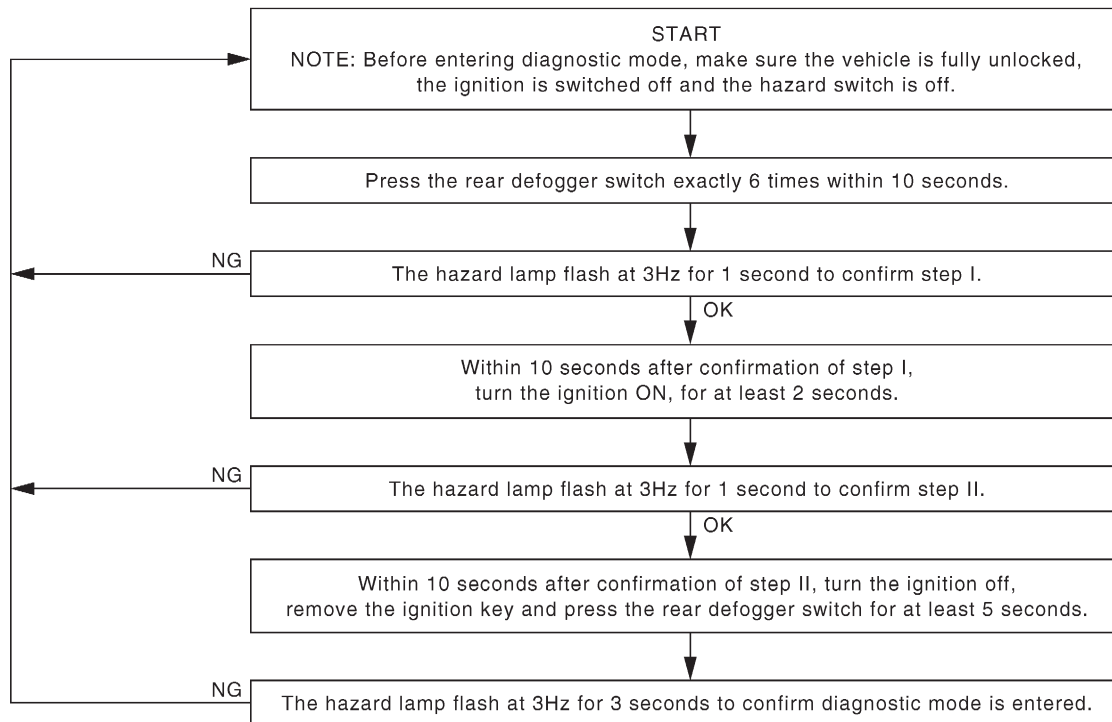 START
NOTE: Before entering diagnostic mode, make sure the vehicle is fully unlocked,
the ignition is switched off and the hazard switch is off.
Press the rear defogger switch exactly 6 times within 10 seconds.
NG
The hazard lamp flash at 3Hz for 1 second to confirm step I.
OK
Within 10 seconds after confirmation of step I,
turn the ignition ON, for at least 2 seconds.
NG
The hazard lamp flash at 3Hz for 1 second to confirm step II.
OK
Within 10 seconds after confirmation of step II, turn the ignition off,
remove the ignition key and press the rear defogger switch for at least 5 seconds.
NG
The hazard lamp flash at 3Hz for 3 seconds to confirm diagnostic mode is entered.